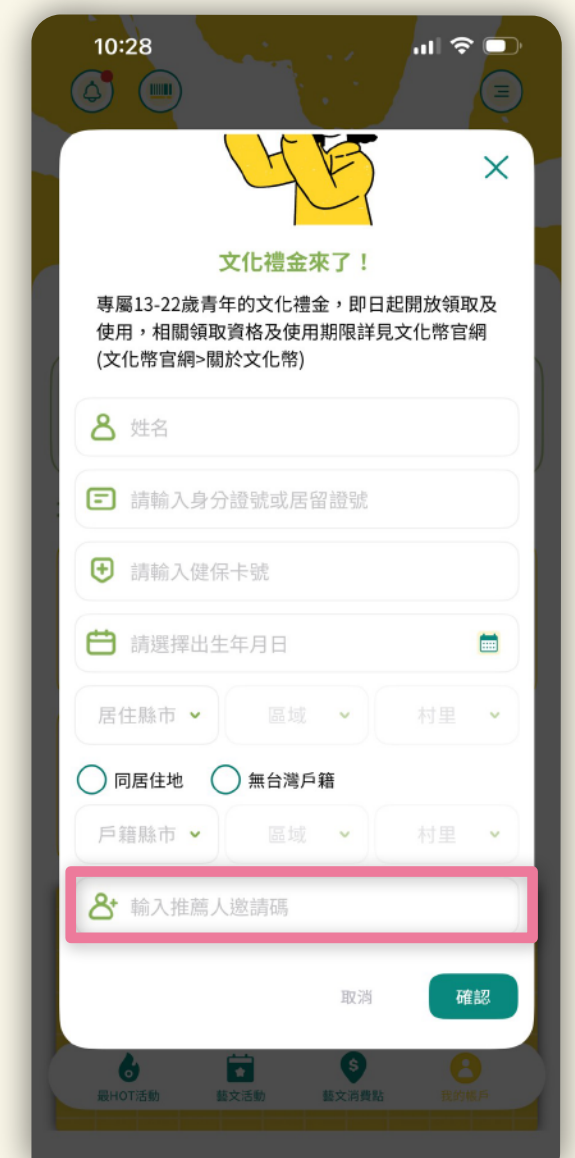 10:28
文化禮金來了！
專屬13-22歲青年的文化禮金，即日起開放領取及
使用，相關領取資格及使用期限詳見文化幣官網
(文化幣官網>關於文化幣)
姓名
請輸入身分證號或居留證號
請輸入健保卡號
請選擇出生年月日
居住縣市 區域 村里
同居住地 無台灣戶籍
戶籍縣市 區域 村里
輸入推薦人邀請碼
取消 確認
最HOT活動 藝文活動 藝文消費點 我的帳戶